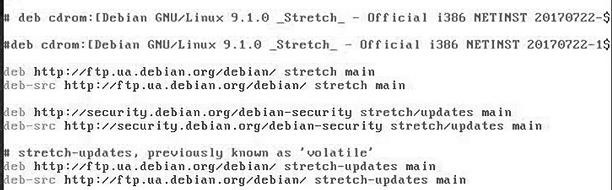 # deb cdrom:[Debian GNU/Linux 9.1.0 _Stretch_ - Official i386 NETINST 20170722-$
#deb cdrom:[Debian GNU/Linux 9.1.0 _Stretch_ - Official i386 NETINST 20170722-1$
deb http://ftp.ua.debian.org/debian/ stretch main
deb-src http://ftp.ua.debian.org/debian/ stretch main
deb http://security.debian.org/debian-security stretch/updates main
deb-src http://security.debian.org/debian-security stretch/updates main
# stretch-updates, previously known as 'volatile'
deb http://ftp.ua.debian.org/debian/ stretch-updates main
deb-src http://ftp.ua.debian.org/debian/ stretch-updates main